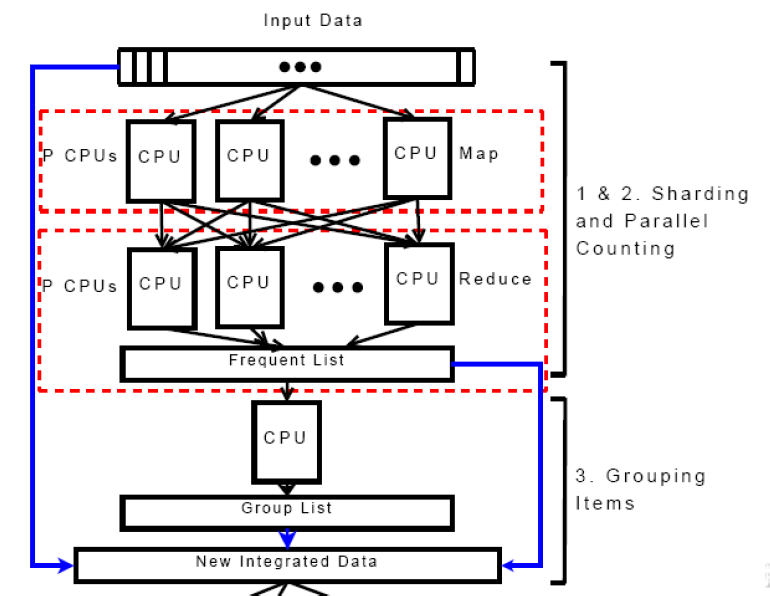 Input Data
P CPUs
CPU
CPU
CPU
Map
1 & 2. Sharding
and Parallel
Counting
P CPUs
CPU
CPU
CPU
Reduce
Frequent List
CPU
3. Grouping
Items
Group List
New Integrated Data